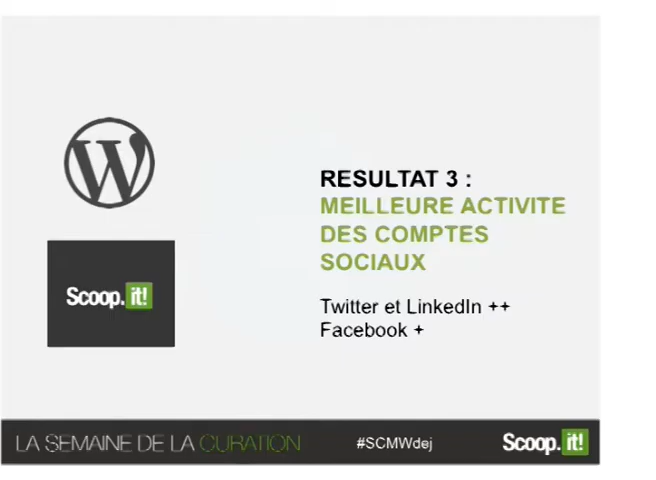 W
RESULTAT 3 :
MEILLEURE ACTIVITE
DES COMPTES
SOCIAUX
Scoop.it!
Twitter et LinkedIn ++
Facebook +
LA SEMAINE DE LA CURATION
#SCMWdej
Scoop.it!